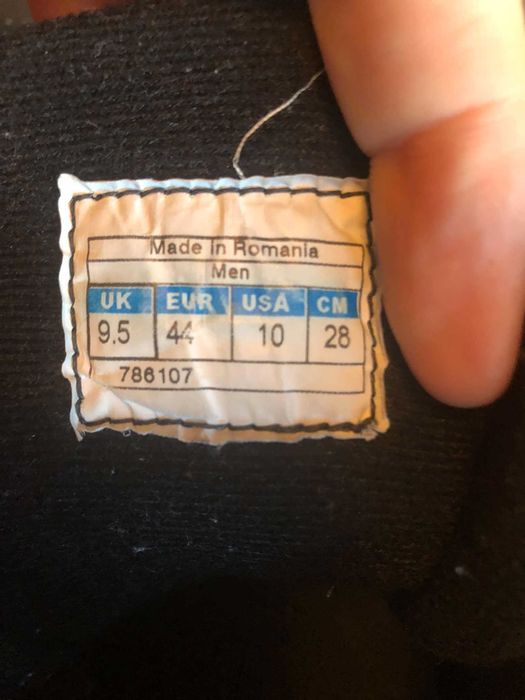 Made in Romania
Men
UK EUR USA CM
9.5 44 10 28
786107